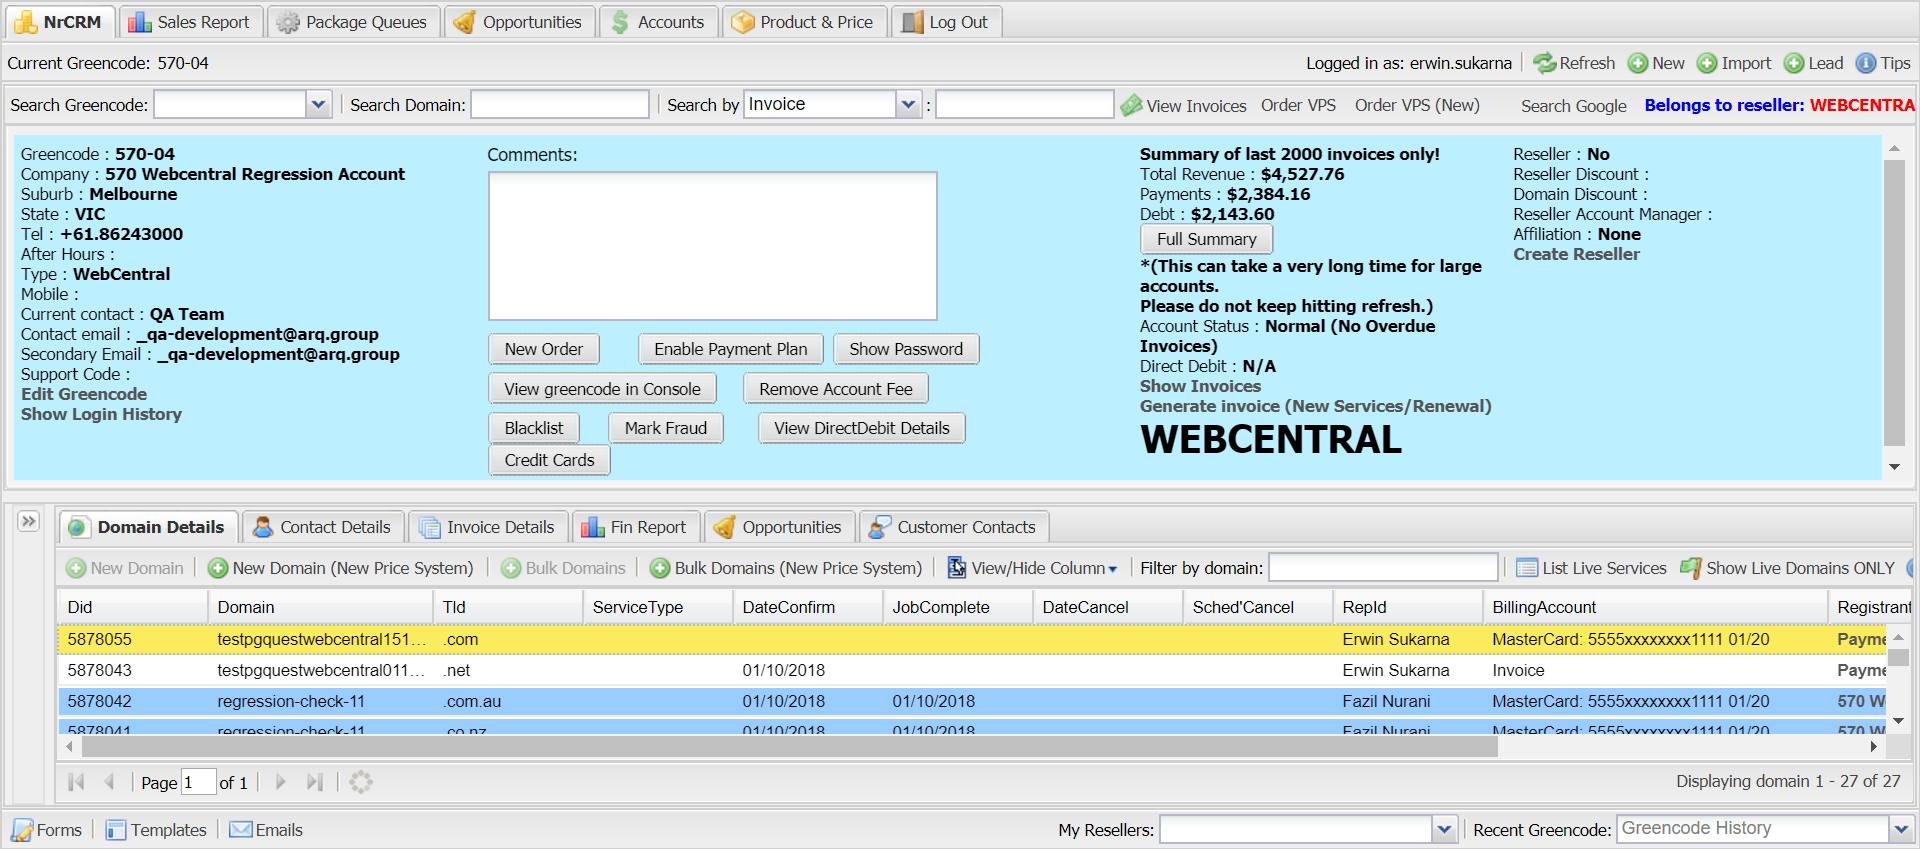 NrCRM Sales Report Package Queues Opportunities Accounts Product & Price Log Out
Current Greencode: 570-04 Logged in as: erwin.sukarna Refresh New Import Lead Tips
Search Greencode: Search Domain: Search by Invoice : View Invoices Order VPS Order VPS (New) Search Google Belongs to reseller: WEBCENTRA
Greencode : 570-04
Company : 570 Webcentral Regression Account
Suburb : Melbourne
State : VIC
Tel : +61.86243000
After Hours :
Type : WebCentral
Mobile :
Current contact : QA Team
Contact email : _qa-development@arq.group
Secondary Email : _qa-development@arq.group
Support Code :
Edit Greencode
Show Login History
Comments:
New Order Enable Payment Plan Show Password
View greencode in Console Remove Account Fee
Blacklist Mark Fraud View DirectDebit Details
Credit Cards
Summary of last 2000 invoices only!
Total Revenue : $4,527.76
Payments : $2,384.16
Debt : $2,143.60
Full Summary
*(This can take a very long time for large
accounts.
Please do not keep hitting refresh.)
Account Status : Normal (No Overdue
Invoices)
Direct Debit : N/A
Show Invoices
Generate invoice (New Services/Renewal)
WEBCENTRAL
Reseller : No
Reseller Discount :
Domain Discount :
Reseller Account Manager :
Affiliation : None
Create Reseller
Domain Details Contact Details Invoice Details Fin Report Opportunities Customer Contacts
New Domain New Domain (New Price System) Bulk Domains Bulk Domains (New Price System) View/Hide Column Filter by domain: List Live Services Show Live Domains ONLY
Did Domain Tld ServiceType DateConfirm JobComplete DateCancel Sched'Cancel RepId BillingAccount Registrant
5878055 testpgquestwebcentral151... .com Erwin Sukarna MasterCard: 5555xxxxxxxx1111 01/20 Payme
5878043 testpgquestwebcentral011... .net 01/10/2018 Erwin Sukarna Invoice Payme
5878042 regression-check-11 .com.au 01/10/2018 01/10/2018 Fazil Nurani MasterCard: 5555xxxxxxxx1111 01/20 570 W
5878041 regression-check-11 .co.nz 01/10/2018 01/10/2018 Fazil Nurani MasterCard: 5555xxxxxxxx1111 01/20 570 W
Page 1 of 1 Displaying domain 1 - 27 of 27
Forms Templates Emails My Resellers: Recent Greencode: Greencode History